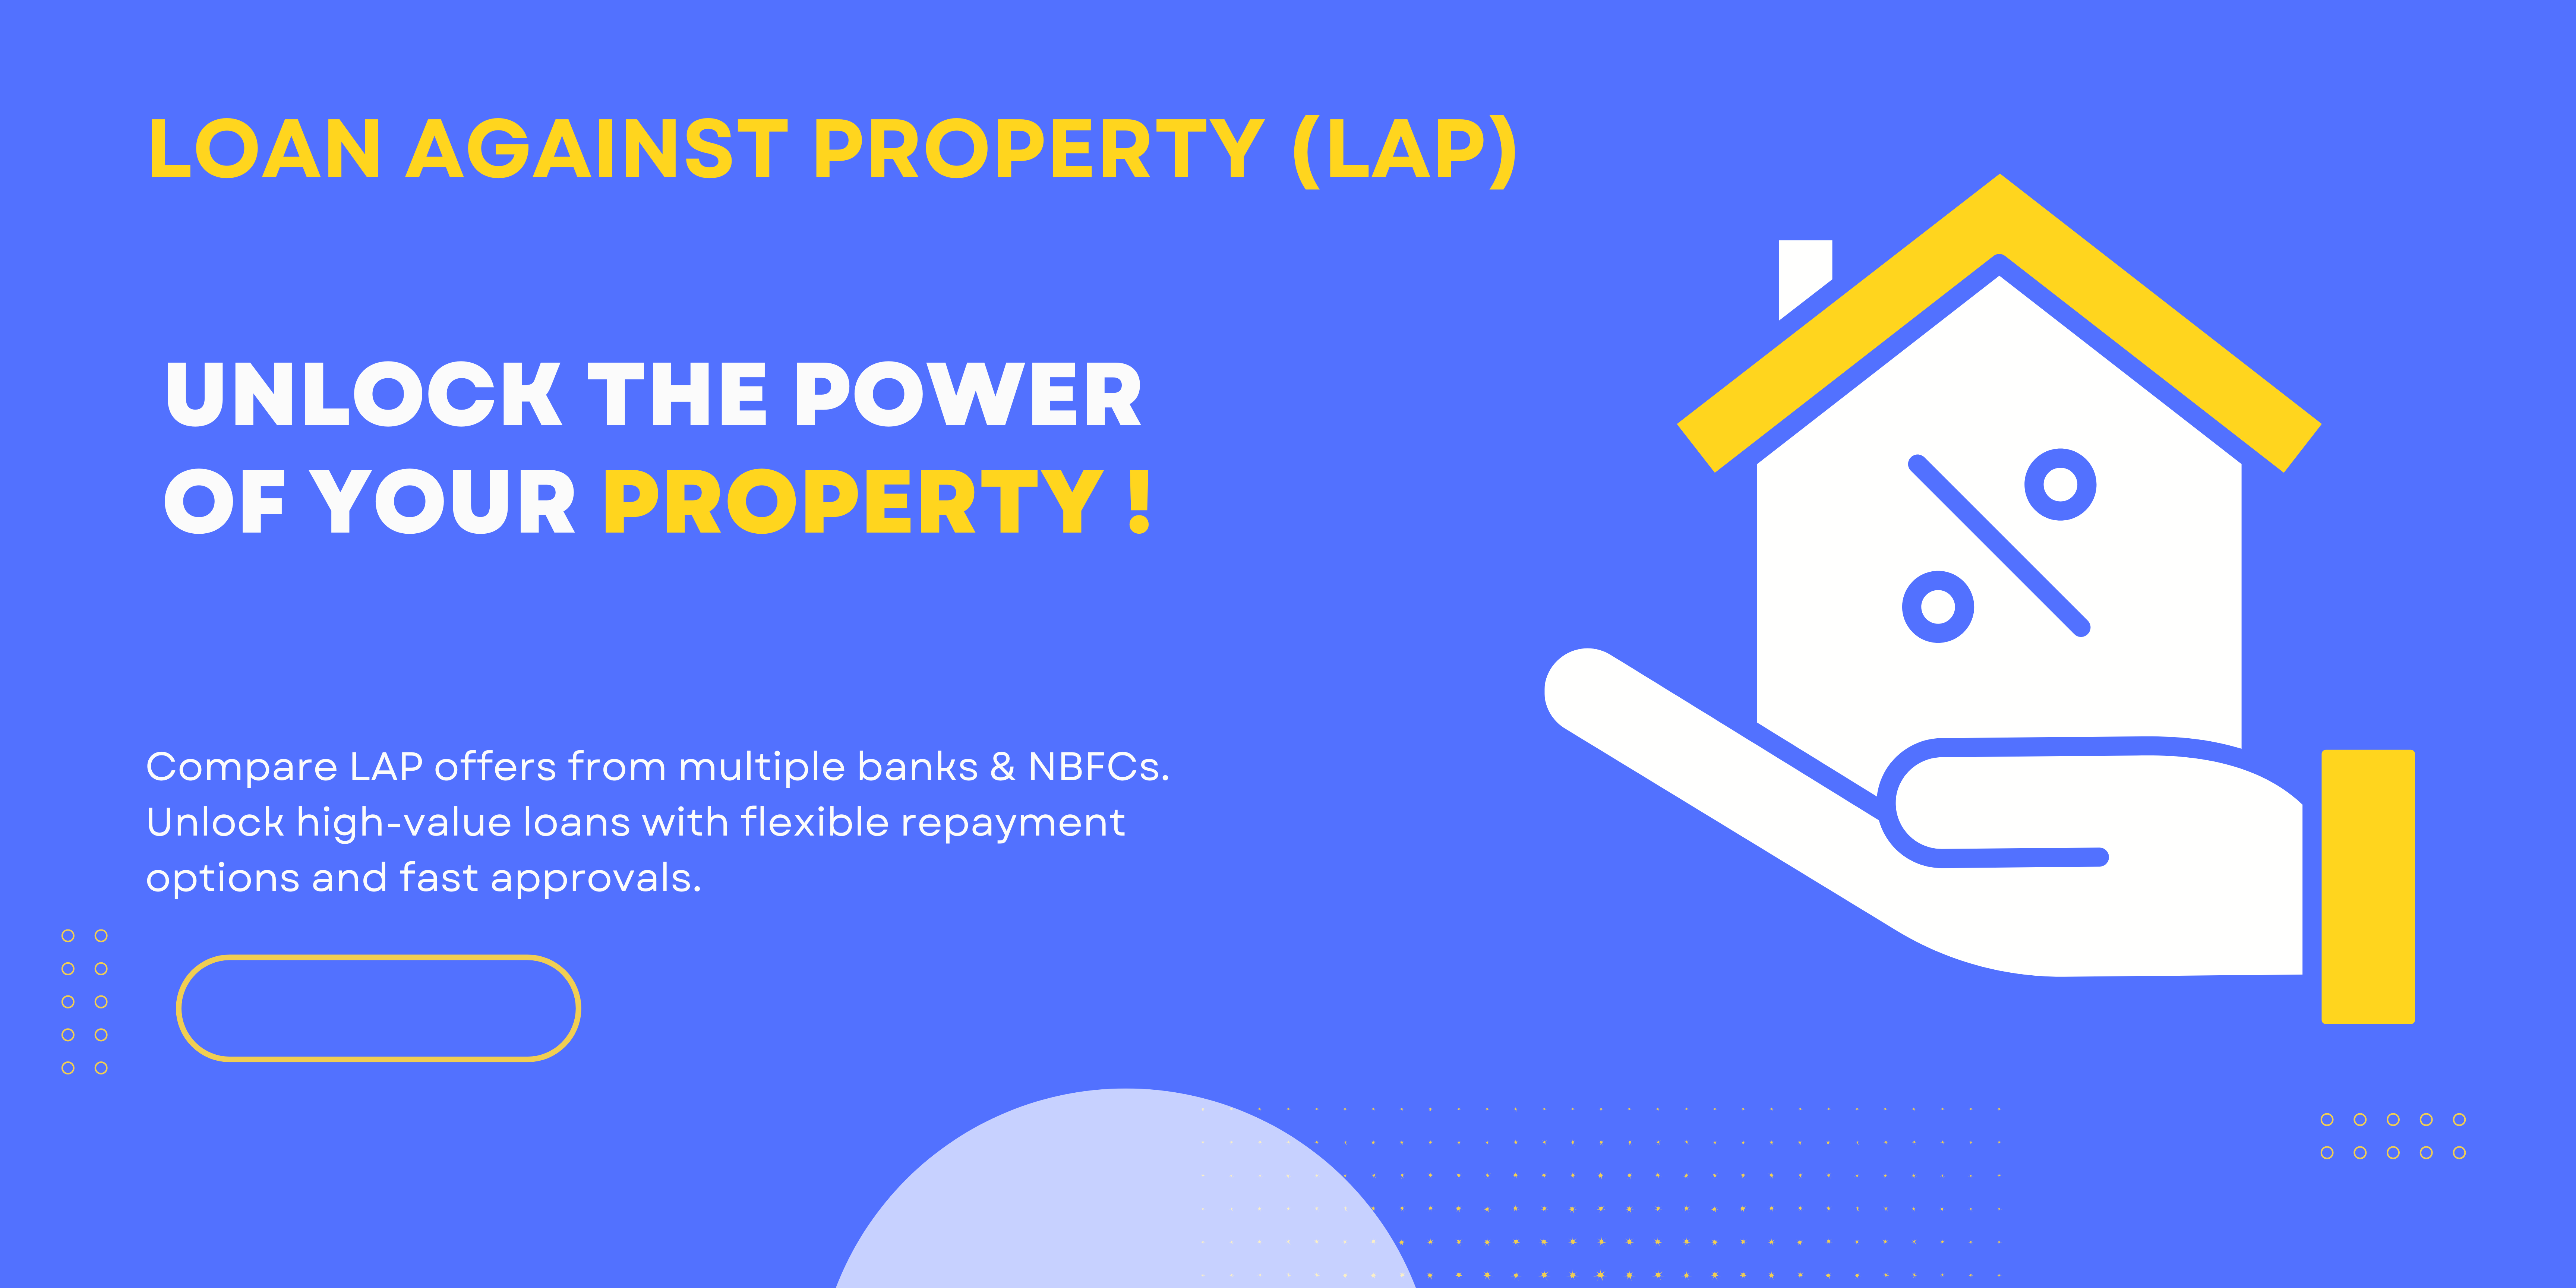 LOAN AGAINST PROPERTY (LAP)
UNLOCK THE POWER
OF YOUR PROPERTY !
%
Compare LAP offers from multiple banks & NBFCs.
Unlock high-value loans with flexible repayment
options and fast approvals.